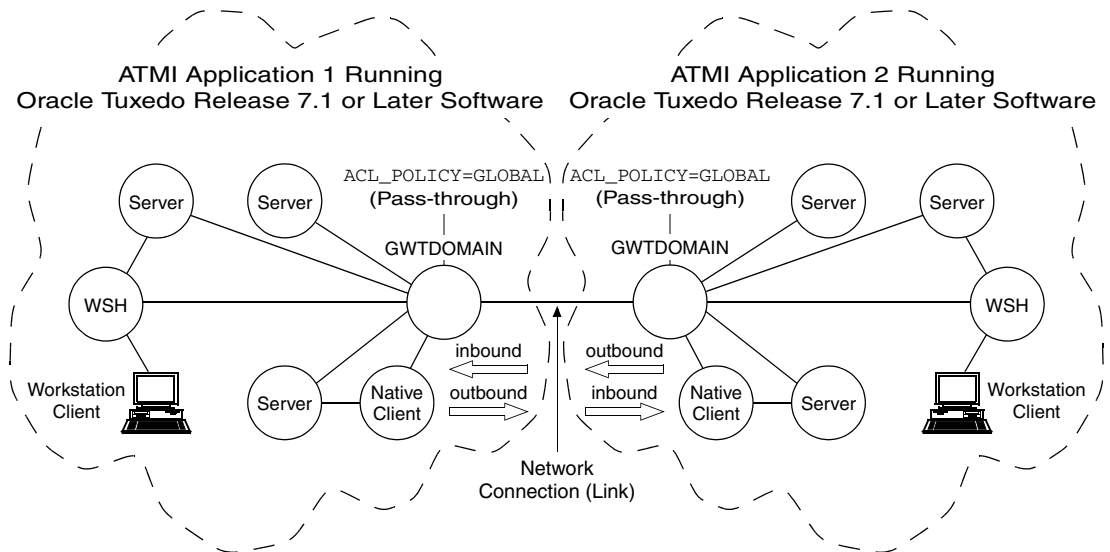 ATMI Application 1 Running
Oracle Tuxedo Release 7.1 or Later Software
ATMI Application 2 Running
Oracle Tuxedo Release 7.1 or Later Software
ACL_POLICY=GLOBAL
(Pass-through)
ACL_POLICY=GLOBAL
(Pass-through)
Server
Server
Server
Server
GWTDOMAIN
GWTDOMAIN
WSH
WSH
inbound
outbound
outbound
inbound
Workstation
Client
Server
Native
Client
Native
Client
Server
Workstation
Client
Network
Connection (Link)